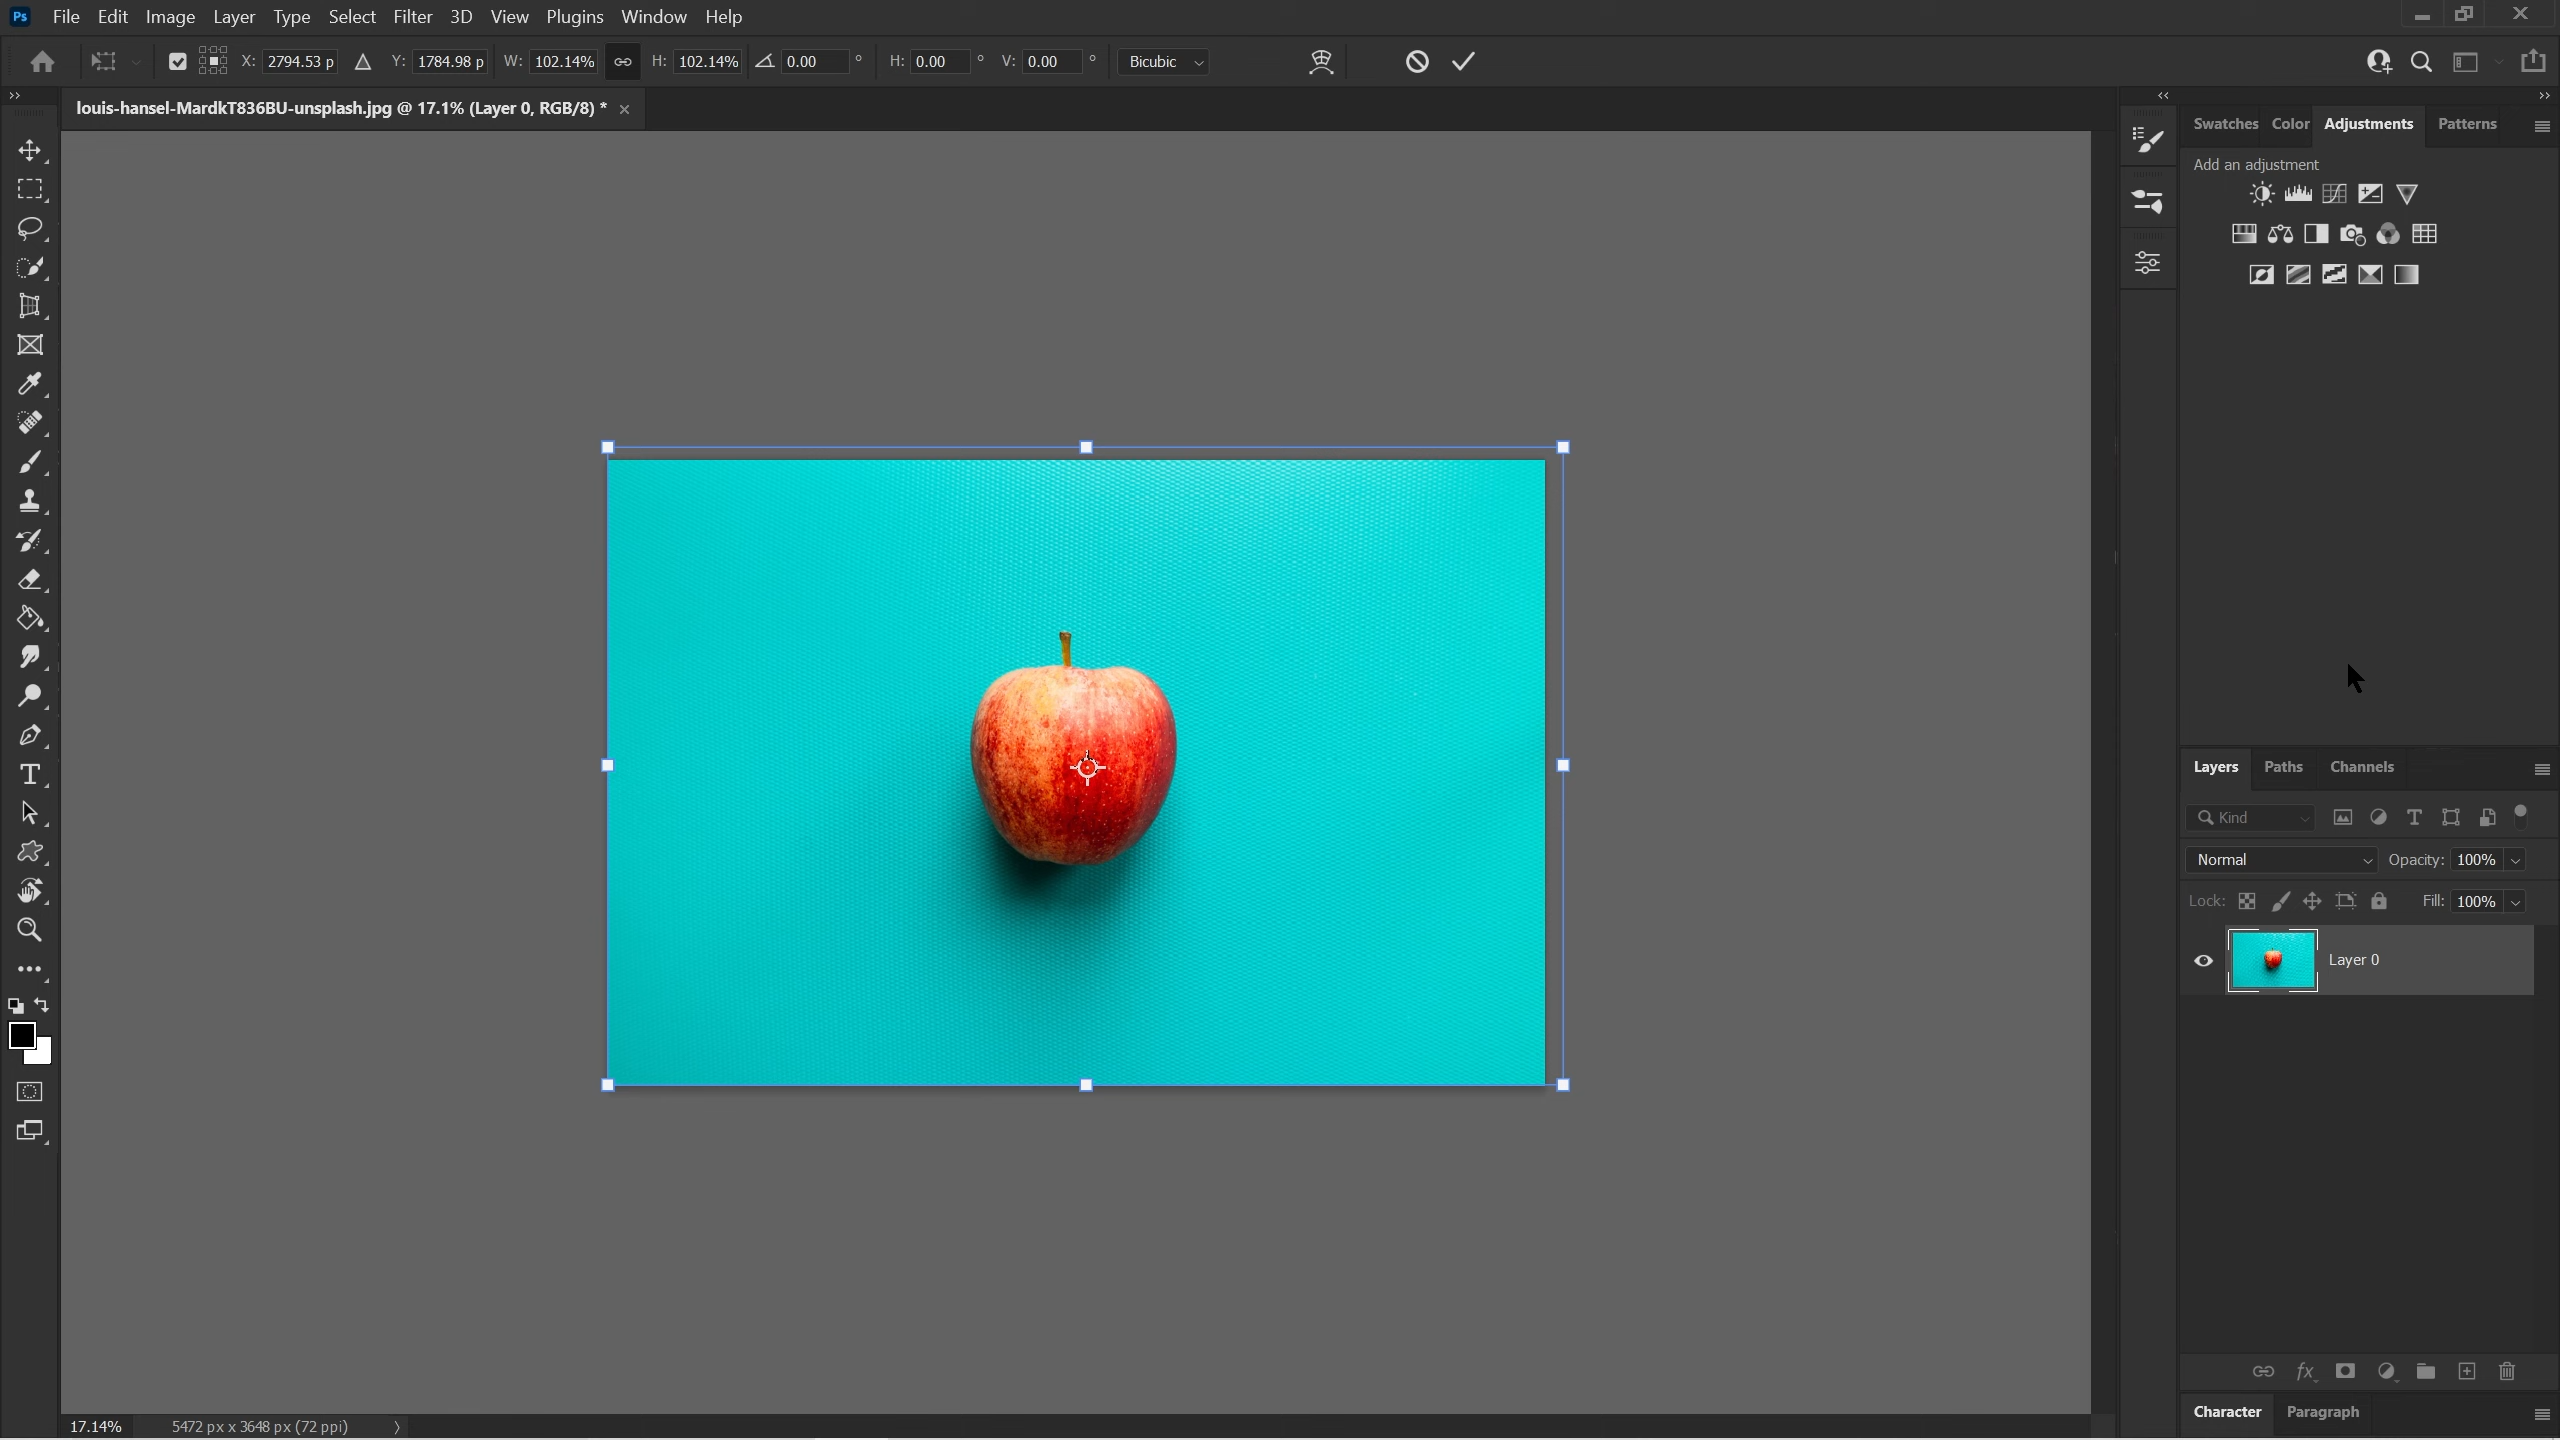 Ps File Edit Image Layer Type Select Filter 3D View Plugins Window Help
X: 2794.53 p Y: 1784.98 p W: 102.14% H: 102.14% 0.00 ° H: 0.00 ° V: 0.00 ° Bicubic
louis-hansel-MardkT836BU-unsplash.jpg @ 17.1% (Layer 0, RGB/8) *
Swatches Color Adjustments Patterns
Add an adjustment
Layers Paths Channels
Kind
Normal Opacity: 100%
Lock: Fill: 100%
Layer 0
fx
Character Paragraph
17.14% 5472 px x 3648 px (72 ppi)